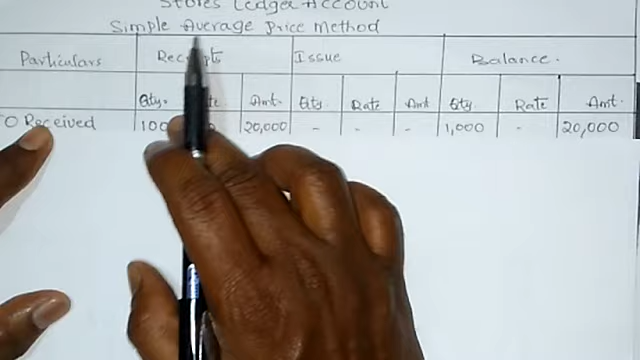 Stores Ledger Account
Simple Average Price Method
Particulars Issue Balance.
Qty. Amt. Qty Rate Amt Qty Rate Amt.
Received 20,000 - - - 1,000 - 20,000